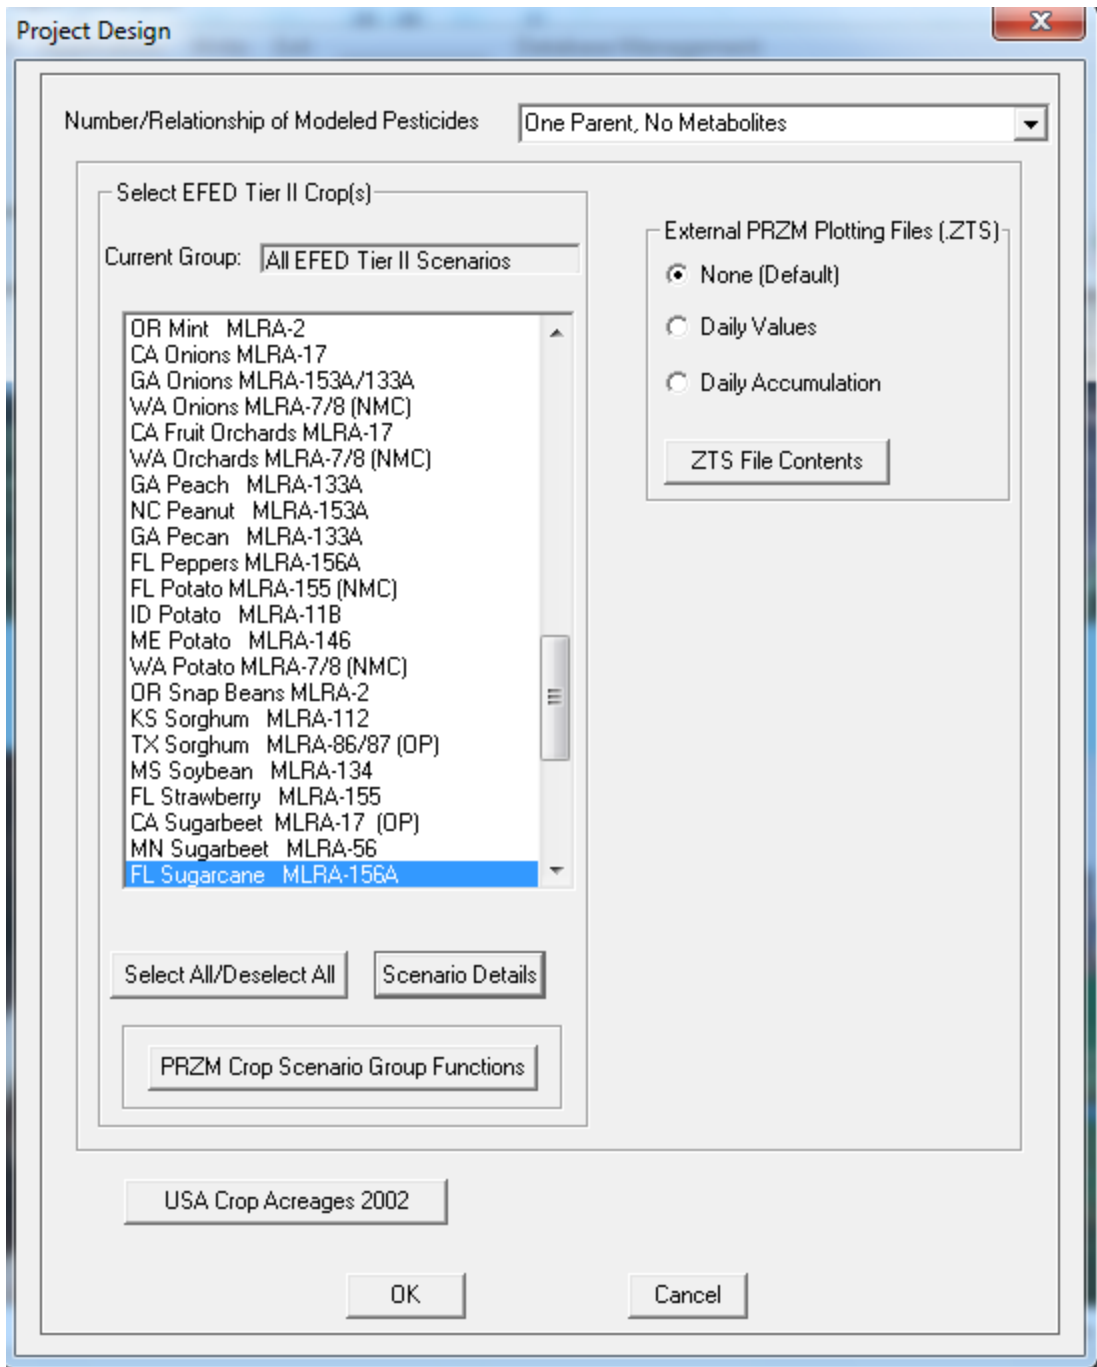 Project Design
Number/Relationship of Modeled Pesticides
One Parent, No Metabolites
Select EFED Tier II Crop(s)
Current Group:
All EFED Tier II Scenarios
OR Mint MLRA-2
CA Onions MLRA-17
GA Onions MLRA-153A/133A
WA Onions MLRA-7/8 (NMC)
CA Fruit Orchards MLRA-17
WA Orchards MLRA-7/8 (NMC)
GA Peach MLRA-133A
NC Peanut MLRA-153A
GA Pecan MLRA-133A
FL Peppers MLRA-156A
FL Potato MLRA-155 (NMC)
ID Potato MLRA-11B
ME Potato MLRA-146
WA Potato MLRA-7/8 (NMC)
OR Snap Beans MLRA-2
KS Sorghum MLRA-112
TX Sorghum MLRA-86/87 (OP)
MS Soybean MLRA-134
FL Strawberry MLRA-155
CA Sugarbeet MLRA-17 (OP)
MN Sugarbeet MLRA-56
FL Sugarcane MLRA-156A
Select All/Deselect All
Scenario Details
PRZM Crop Scenario Group Functions
External PRZM Plotting Files (.ZTS)
None (Default)
Daily Values
Daily Accumulation
ZTS File Contents
USA Crop Acreages 2002
OK
Cancel